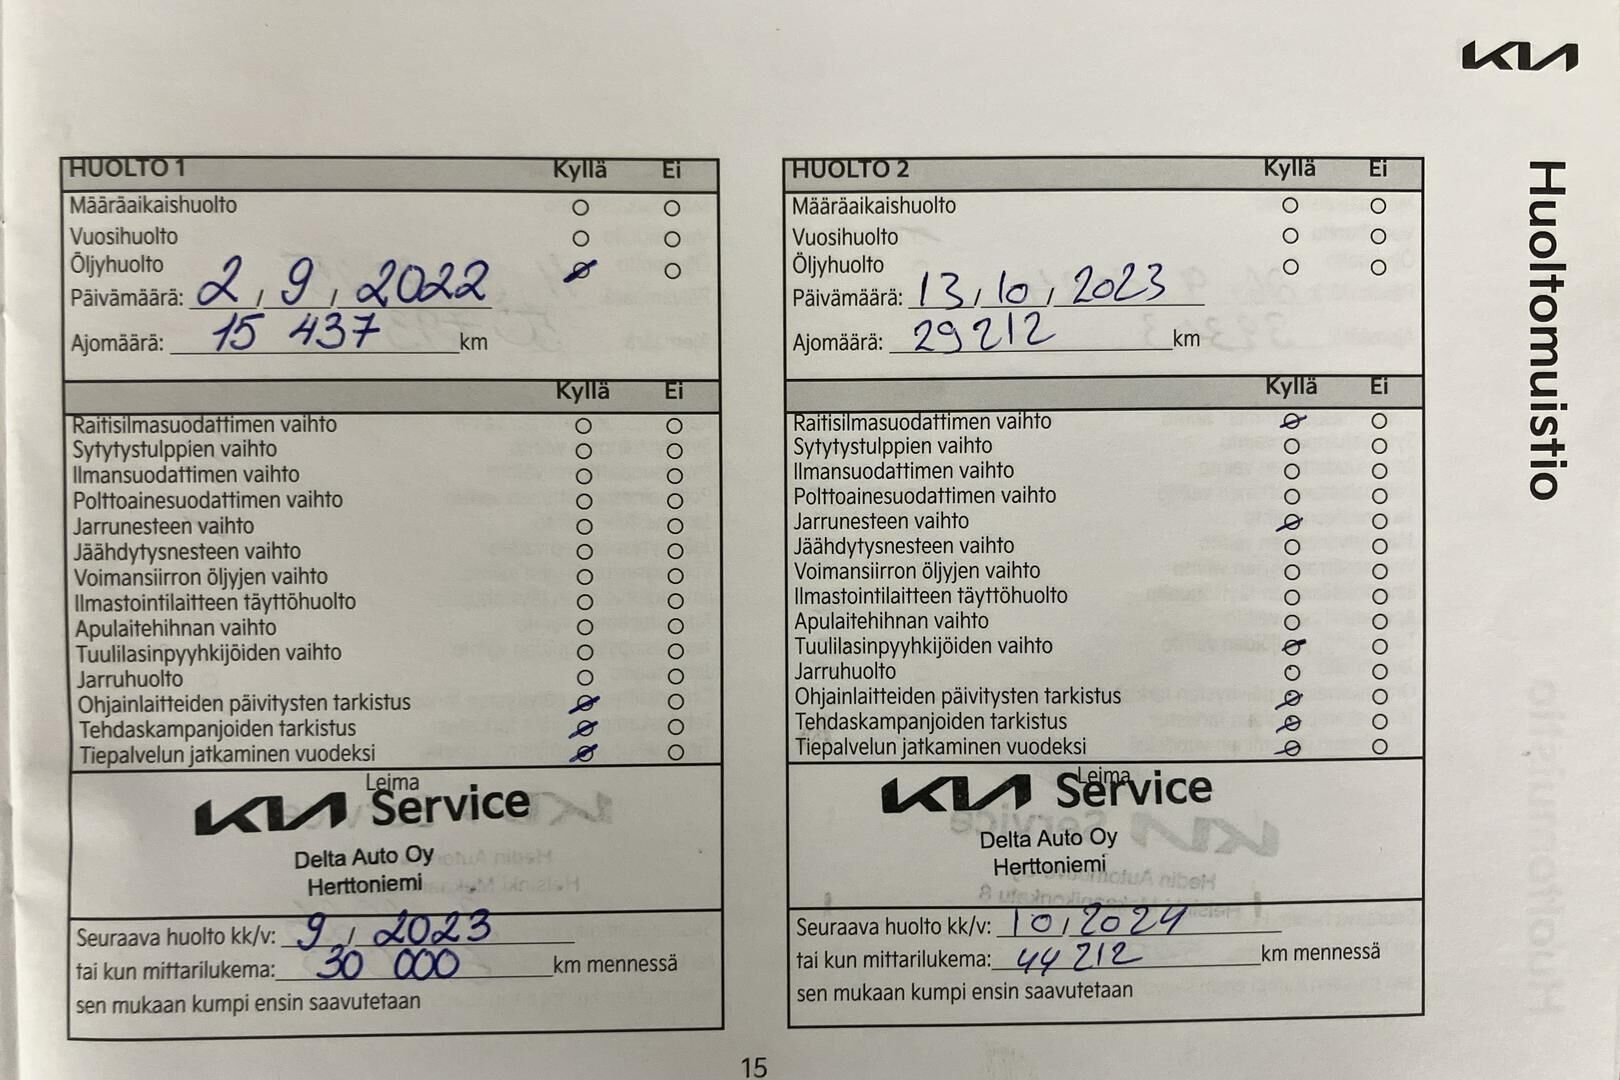 KIA
Huoltomuistio
HUOLTO 1 Kyllä Ei
Määräaikaishuolto
Vuosihuolto
Öljyhuolto
Päivämäärä: 2 / 9 / 2022
Ajomäärä: 15 437 km
Kyllä Ei
Raitisilmasuodattimen vaihto
Sytytystulppien vaihto
Ilmansuodattimen vaihto
Polttoainesuodattimen vaihto
Jarrunesteen vaihto
Jäähdytysnesteen vaihto
Voimansiirron öljyjen vaihto
Ilmastointilaitteen täyttöhuolto
Apulaitehihnan vaihto
Tuulilasinpyyhkijöiden vaihto
Jarruhuolto
Ohjainlaitteiden päivitysten tarkistus
Tehdaskampanjoiden tarkistus
Tiepalvelun jatkaminen vuodeksi
Leima
KIA Service
Delta Auto Oy
Herttoniemi
Seuraava huolto kk/v: 9 / 2023
tai kun mittarilukema: 30 000 km mennessä
sen mukaan kumpi ensin saavutetaan
HUOLTO 2 Kyllä Ei
Määräaikaishuolto
Vuosihuolto
Öljyhuolto
Päivämäärä: 13 / 10 / 2023
Ajomäärä: 29212 km
Kyllä Ei
Raitisilmasuodattimen vaihto
Sytytystulppien vaihto
Ilmansuodattimen vaihto
Polttoainesuodattimen vaihto
Jarrunesteen vaihto
Jäähdytysnesteen vaihto
Voimansiirron öljyjen vaihto
Ilmastointilaitteen täyttöhuolto
Apulaitehihnan vaihto
Tuulilasinpyyhkijöiden vaihto
Jarruhuolto
Ohjainlaitteiden päivitysten tarkistus
Tehdaskampanjoiden tarkistus
Tiepalvelun jatkaminen vuodeksi
Leima
KIA Service
Delta Auto Oy
Herttoniemi
Seuraava huolto kk/v: 10 / 2024
tai kun mittarilukema: 44 212 km mennessä
sen mukaan kumpi ensin saavutetaan
15